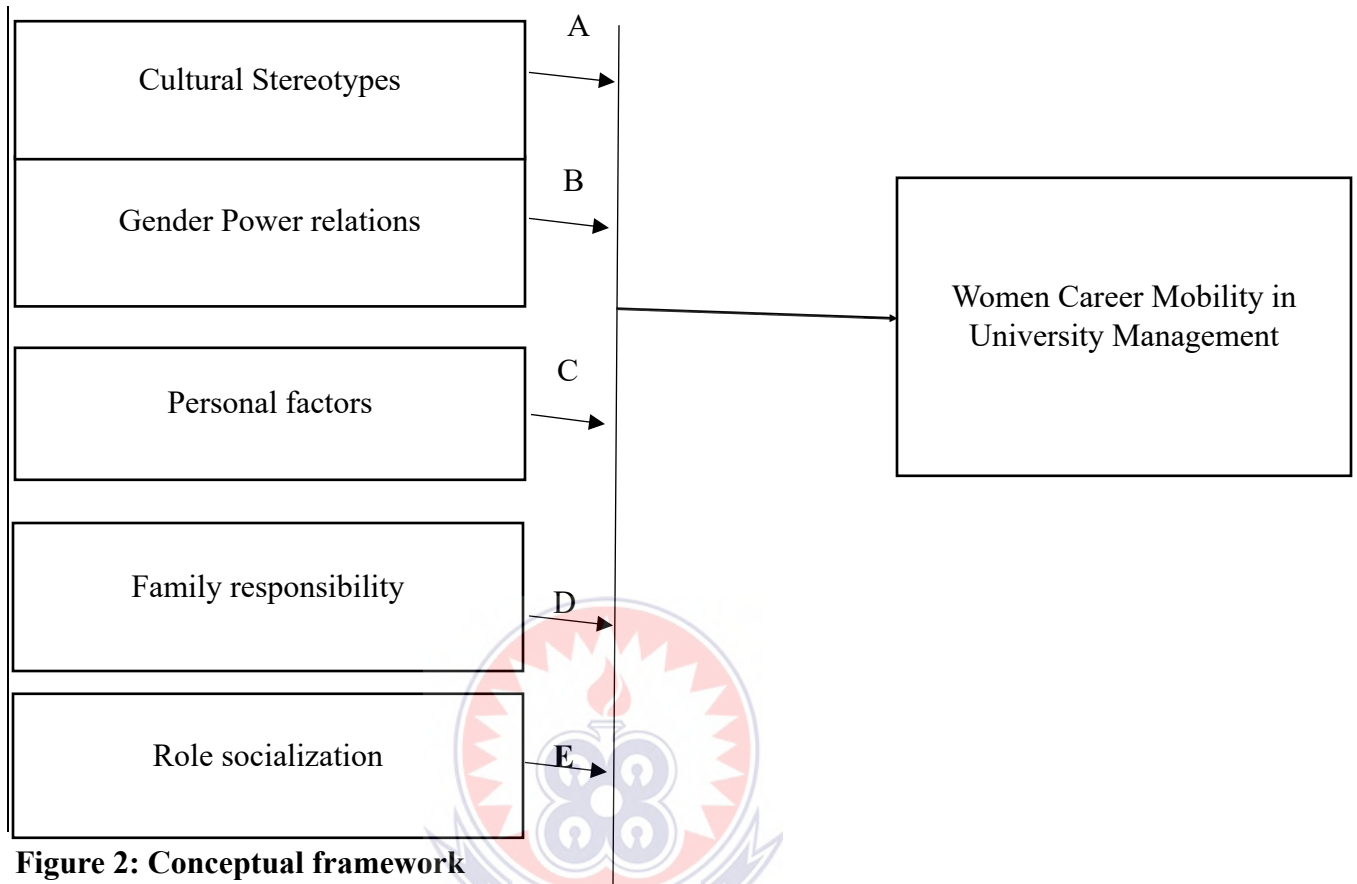 A
Cultural Stereotypes
B
Gender Power relations
C
Personal factors
D
Family responsibility
E
Role socialization
Women Career Mobility in
University Management
Figure 2: Conceptual framework